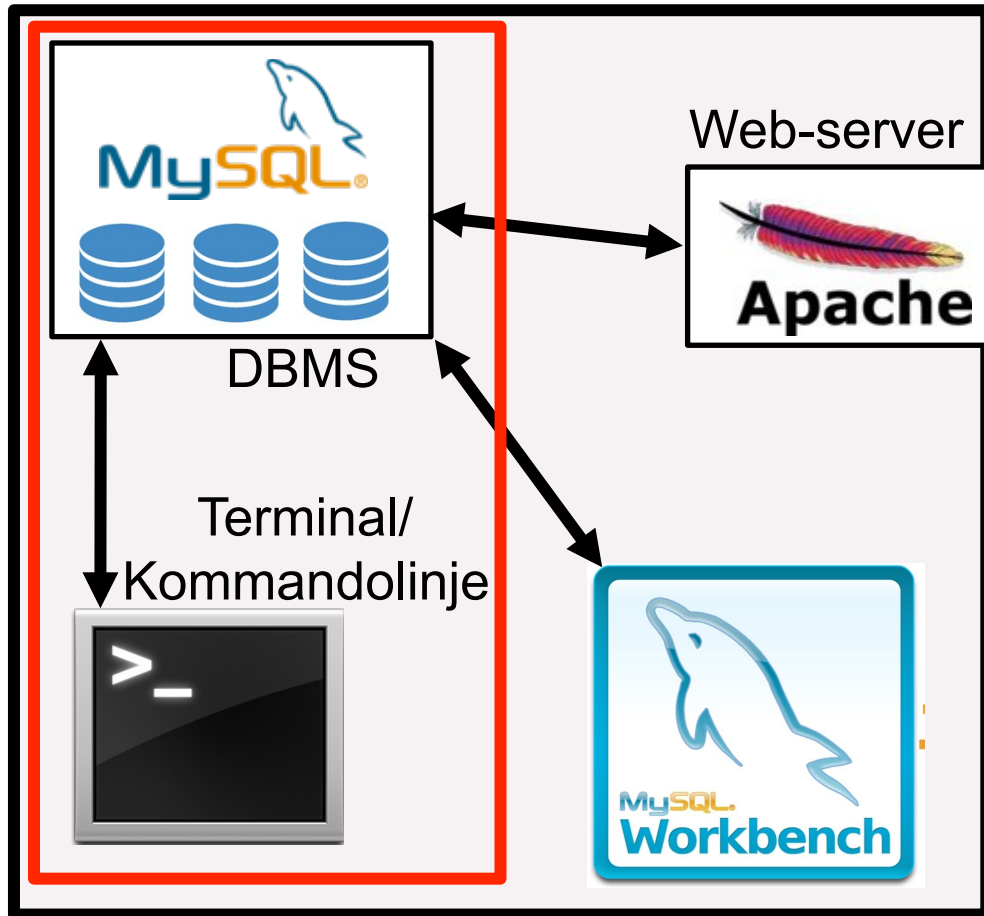 MySQL®
DBMS
Web-server
Apache
Terminal/
Kommandolinje
>_
MySQL.
Workbench